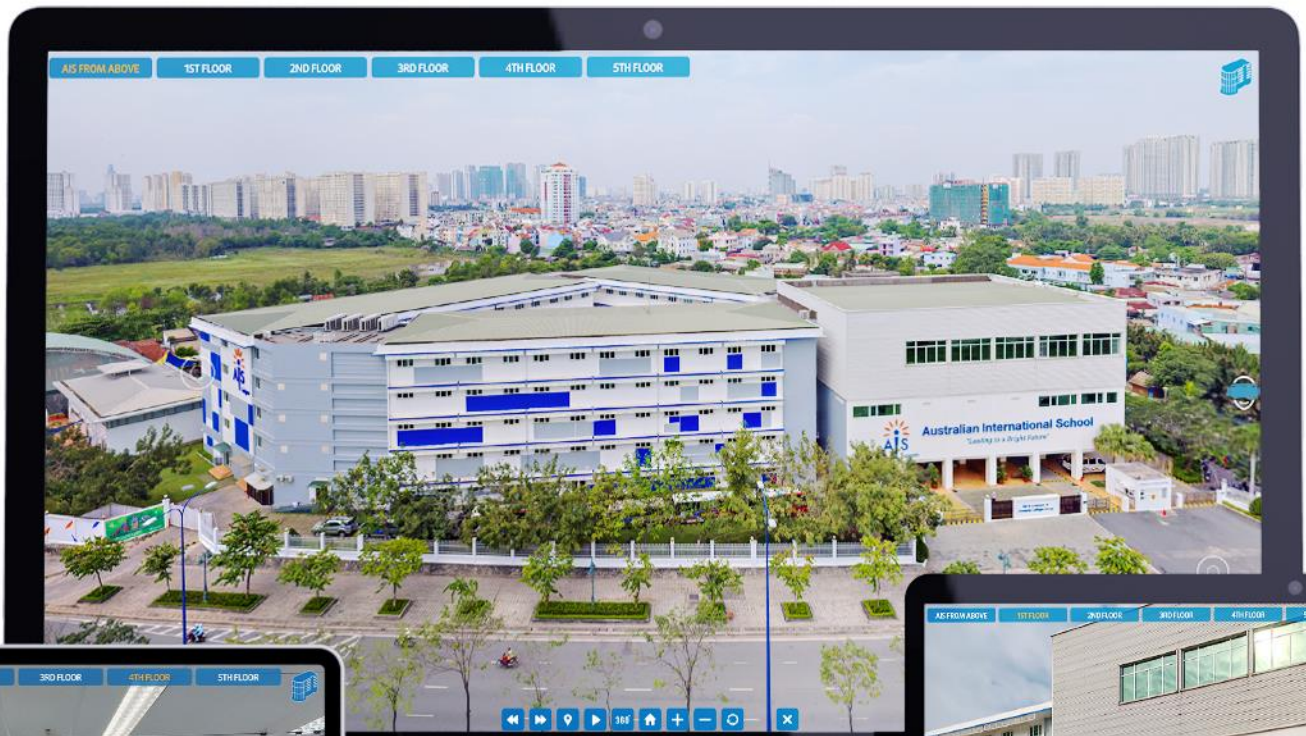 AIS FROM ABOVE
1ST FLOOR
2ND FLOOR
3RD FLOOR
4TH FLOOR
5TH FLOOR
AIS
Australian International School
"Leading to a Bright Future"
AIS
360°
AIS FROM ABOVE
1ST FLOOR
2ND FLOOR
3RD FLOOR
4TH FLOOR
3RD FLOOR
4TH FLOOR
5TH FLOOR